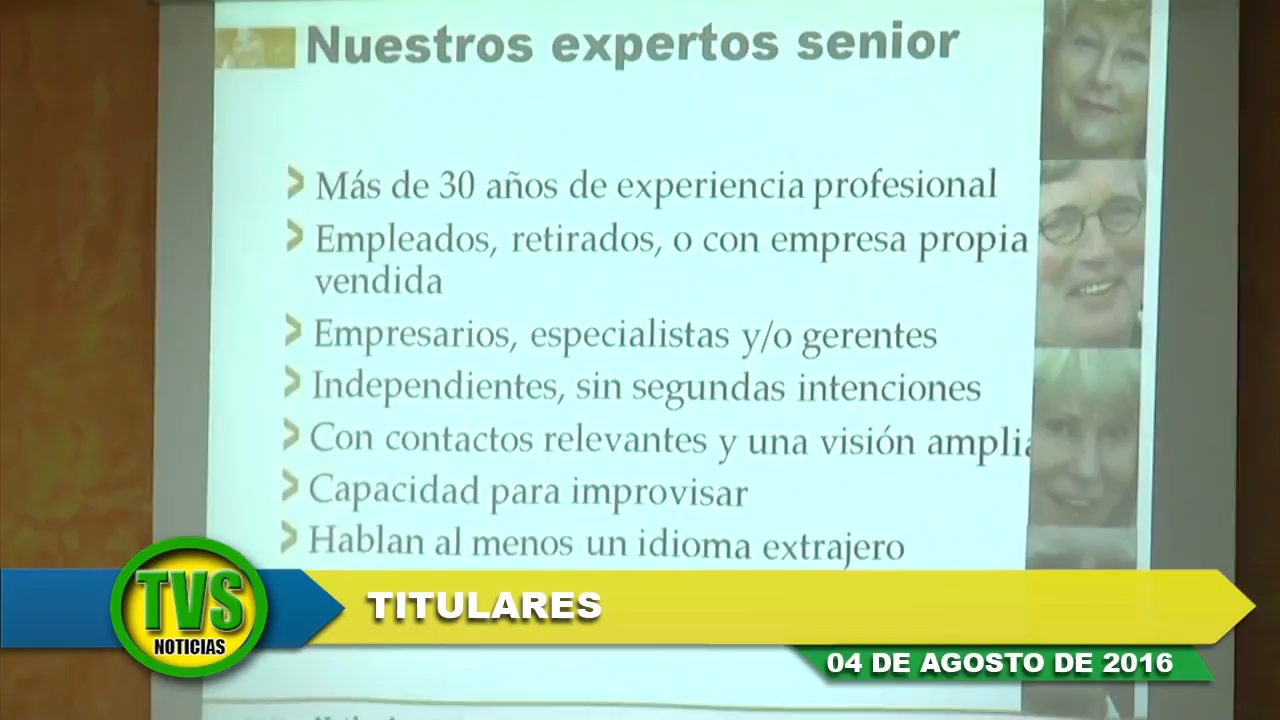 Nuestros expertos senior
Más de 30 años de experiencia profesional
Empleados, retirados, o con empresa propia
vendida
Empresarios, especialistas y/o gerentes
Independientes, sin segundas intenciones
Con contactos relevantes y una visión amplia
Capacidad para improvisar
Hablan al menos un idioma extrajero
TVS
NOTICIAS
TITULARES
04 DE AGOSTO DE 2016